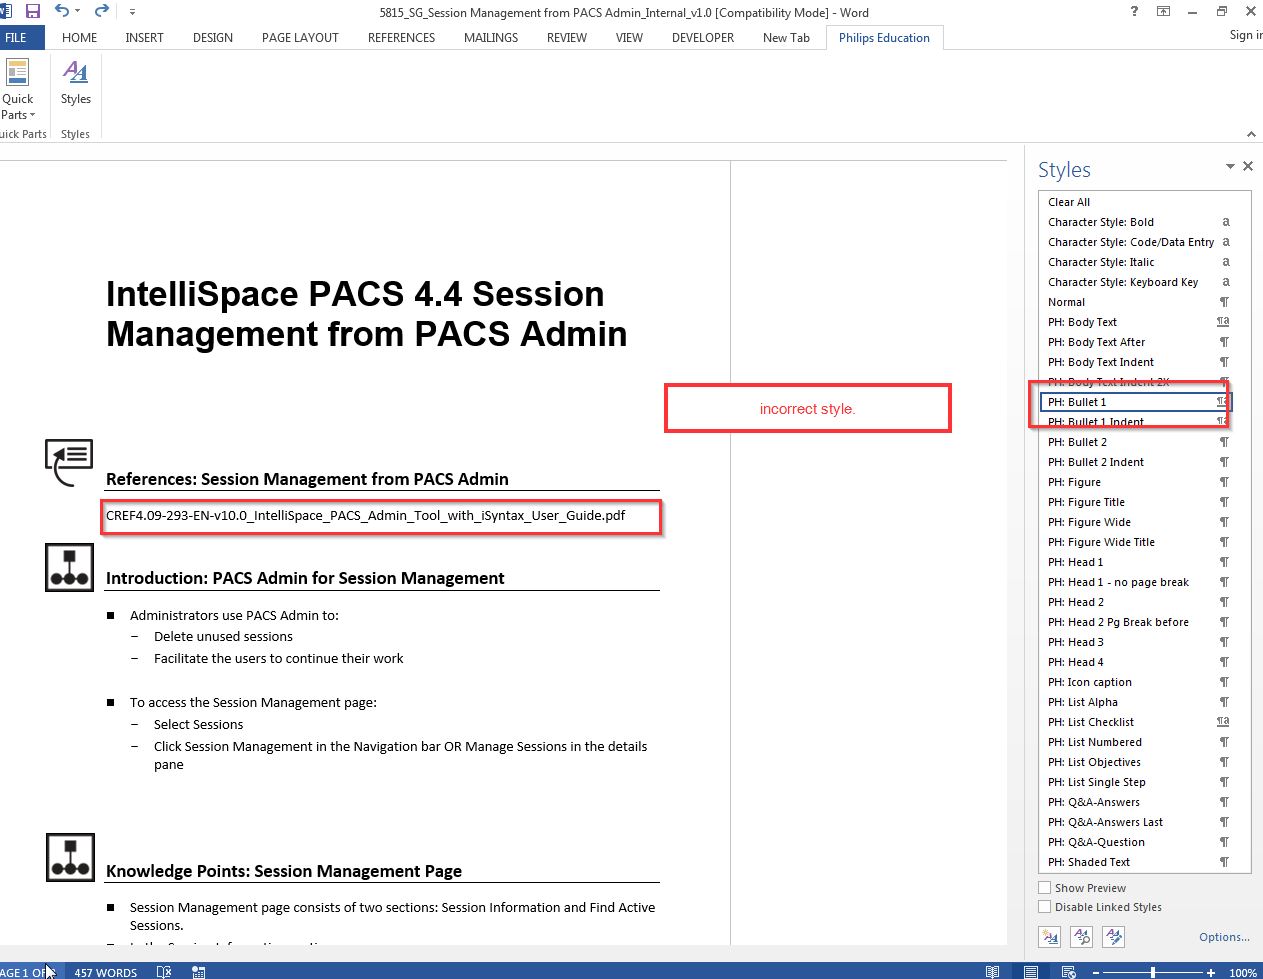 5815_SG_Session Management from PACS Admin_Internal_v1.0 [Compatibility Mode] - Word
?
FILE HOME INSERT DESIGN PAGE LAYOUT REFERENCES MAILINGS REVIEW VIEW DEVELOPER New Tab Philips Education
Sign in
Quick
Parts
Styles
uick Parts
Styles
IntelliSpace PACS 4.4 Session
Management from PACS Admin
incorrect style.
References: Session Management from PACS Admin
CREF4.09-293-EN-v10.0_IntelliSpace_PACS_Admin_Tool_with_iSyntax_User_Guide.pdf
Introduction: PACS Admin for Session Management
■ Administrators use PACS Admin to:
– Delete unused sessions
– Facilitate the users to continue their work
■ To access the Session Management page:
– Select Sessions
– Click Session Management in the Navigation bar OR Manage Sessions in the details
pane
Knowledge Points: Session Management Page
■ Session Management page consists of two sections: Session Information and Find Active
Sessions.
Styles
Clear All
Character Style: Bold a
Character Style: Code/Data Entry a
Character Style: Italic a
Character Style: Keyboard Key a
Normal ¶
PH: Body Text ¶a
PH: Body Text After ¶
PH: Body Text Indent ¶
PH: Body Text Indent 2X ¶
PH: Bullet 1 ¶a
PH: Bullet 1 Indent ¶a
PH: Bullet 2 ¶
PH: Bullet 2 Indent ¶
PH: Figure ¶
PH: Figure Title ¶
PH: Figure Wide ¶
PH: Figure Wide Title ¶
PH: Head 1 ¶
PH: Head 1 - no page break ¶
PH: Head 2 ¶
PH: Head 2 Pg Break before ¶
PH: Head 3 ¶
PH: Head 4 ¶
PH: Icon caption ¶
PH: List Alpha ¶
PH: List Checklist ¶a
PH: List Numbered ¶
PH: List Objectives ¶
PH: List Single Step ¶
PH: Q&A-Answers ¶
PH: Q&A-Answers Last ¶
PH: Q&A-Question ¶
PH: Shaded Text ¶
Show Preview
Disable Linked Styles
Options...
AGE 1 OF
457 WORDS
100%